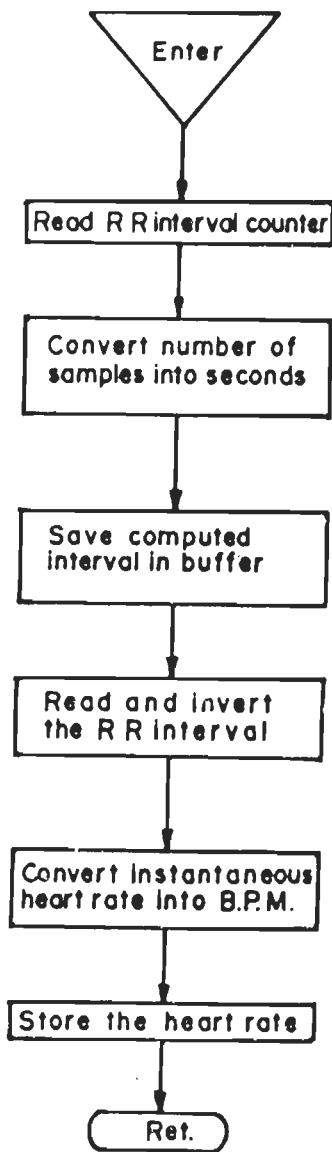 Enter
Read R R interval counter
Convert number of
samples into seconds
Save computed
interval in buffer
Read and invert
the R R interval
Convert instantaneous
heart rate into B.P.M.
Store the heart rate
Ret.